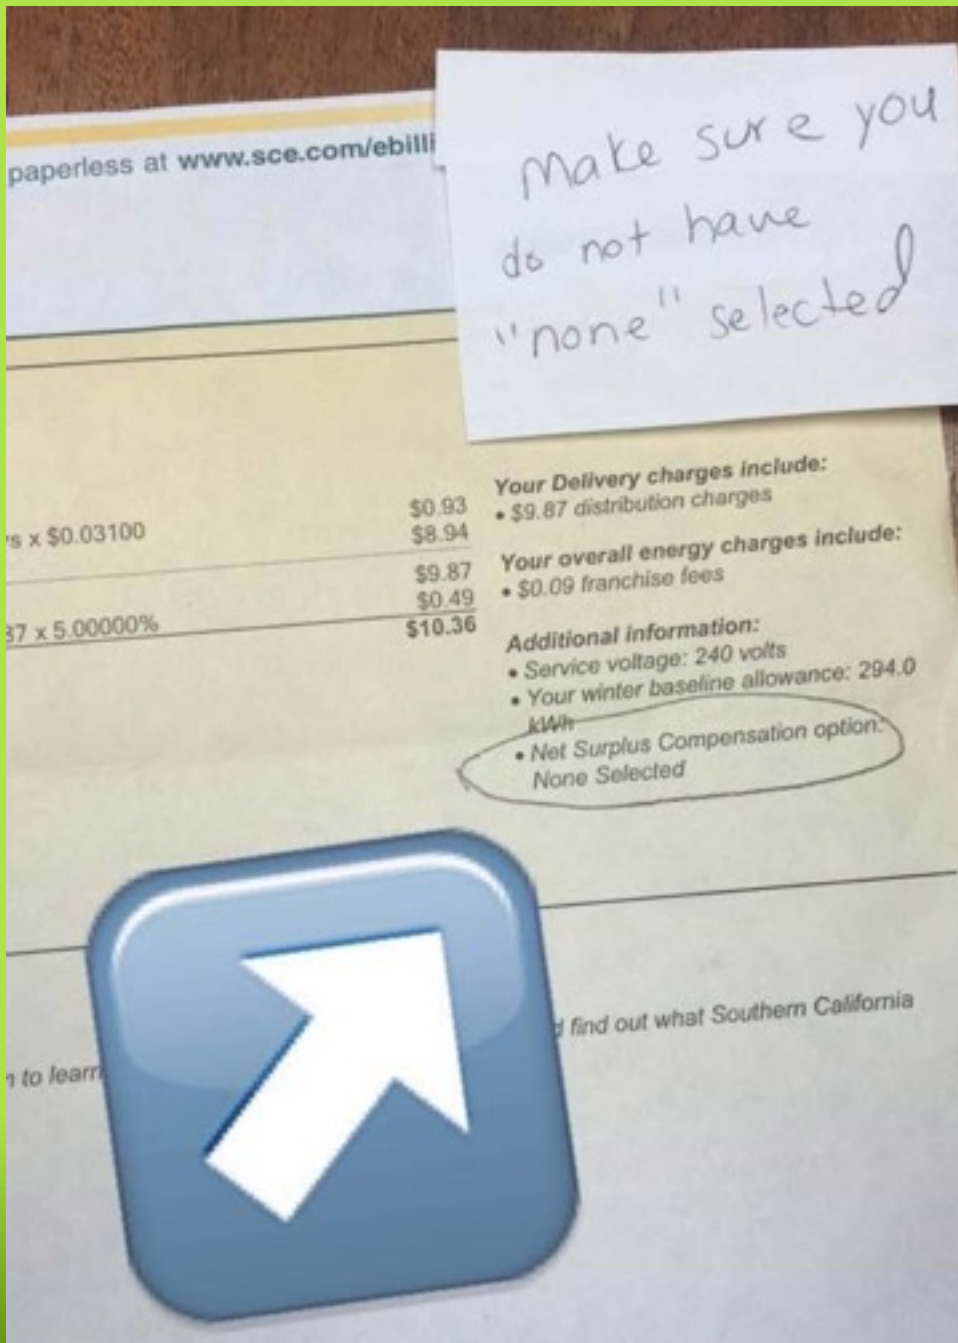 paperless at www.sce.com/ebilli
Make sure you
do not have
"none" selected
$0.93
s x $0.03100 $8.94
$9.87
$0.49
37 x 5.00000% $10.36
Your Delivery charges include:
• $9.87 distribution charges
Your overall energy charges include:
• $0.09 franchise fees
Additional information:
• Service voltage: 240 volts
• Your winter baseline allowance: 294.0
kWh
• Net Surplus Compensation option:
None Selected
find out what Southern California
to learn